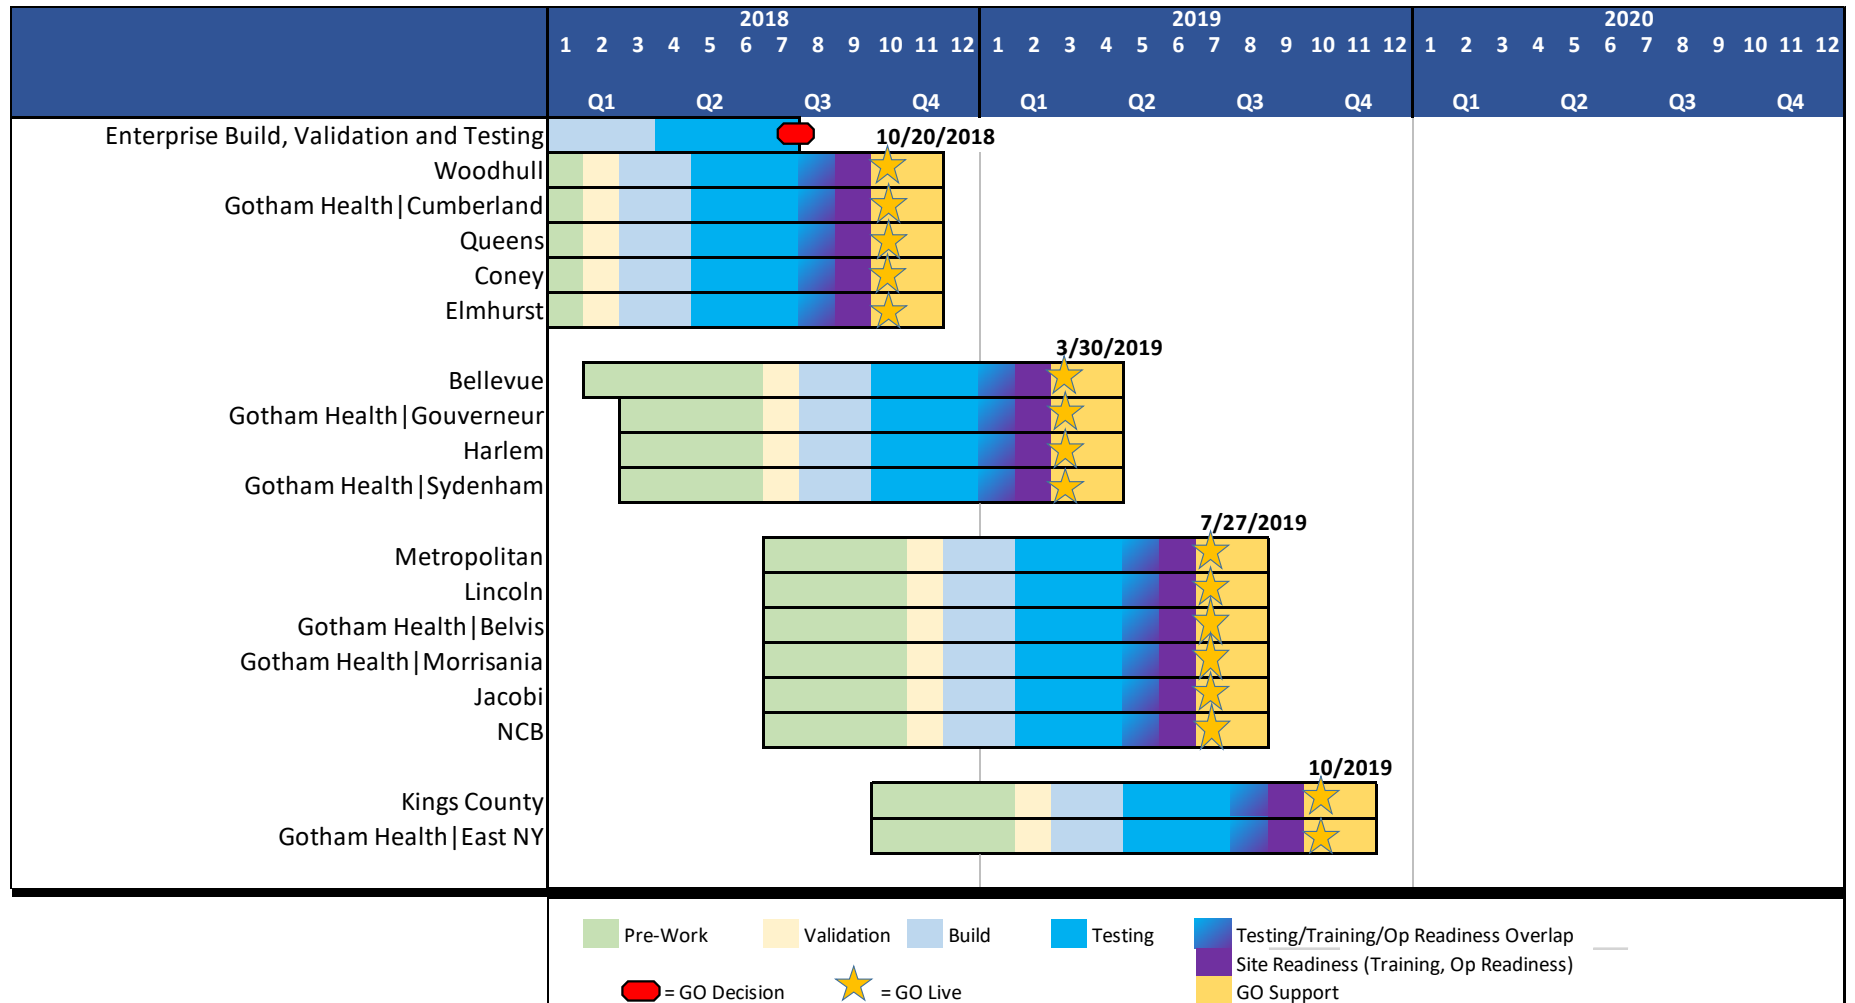 2018 2019 2020
1 2 3 4 5 6 7 8 9 10 11 12 1 2 3 4 5 6 7 8 9 10 11 12 1 2 3 4 5 6 7 8 9 10 11 12
Q1 Q2 Q3 Q4 Q1 Q2 Q3 Q4 Q1 Q2 Q3 Q4
Enterprise Build, Validation and Testing 10/20/2018
Woodhull
Gotham Health|Cumberland
Queens
Coney
Elmhurst
3/30/2019
Bellevue
Gotham Health|Gouverneur
Harlem
Gotham Health|Sydenham
7/27/2019
Metropolitan
Lincoln
Gotham Health|Belvis
Gotham Health|Morrisania
Jacobi
NCB
10/2019
Kings County
Gotham Health|East NY
Pre-Work Validation Build Testing Testing/Training/Op Readiness Overlap
Site Readiness (Training, Op Readiness)
= GO Decision = GO Live GO Support